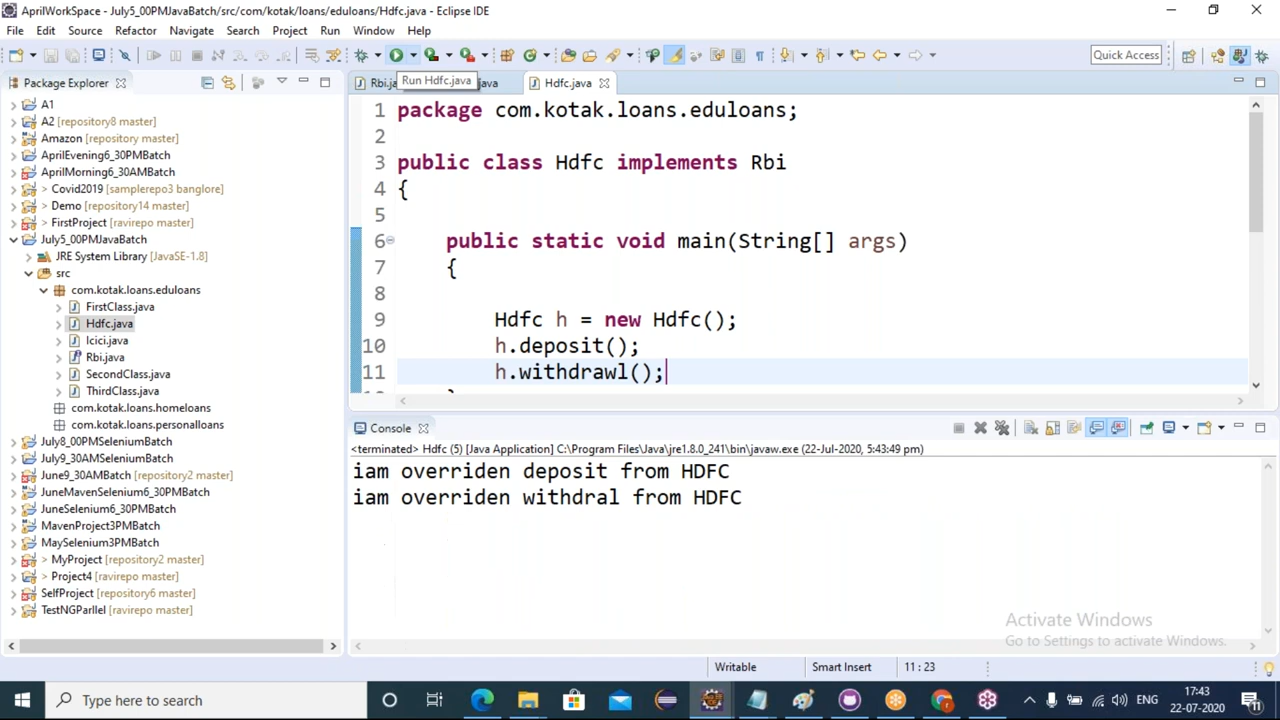 AprilWorkSpace - July5_00PMJavaBatch/src/com/kotak/loans/eduloans/Hdfc.java - Eclipse IDE
File Edit Source Refactor Navigate Search Project Run Window Help
Quick Access
Package Explorer
Rbi.ja
Run Hdfc.java
java
Hdfc.java
A1
A2 [repository8 master]
Amazon [repository master]
AprilEvening6_30PMBatch
AprilMorning6_30AMBatch
> Covid2019 [samplerepo3 banglore]
> Demo [repository14 master]
> FirstProject [ravirepo master]
July5_00PMJavaBatch
JRE System Library [JavaSE-1.8]
src
com.kotak.loans.eduloans
FirstClass.java
Hdfc.java
Icici.java
Rbi.java
SecondClass.java
ThirdClass.java
com.kotak.loans.homeloans
com.kotak.loans.personalloans
July8_00PMSeleniumBatch
July9_30AMSeleniumBatch
June9_30AMBatch [repository2 master]
JuneMavenSelenium6_30PMBatch
JuneSelenium6_30PMBatch
MavenProject3PMBatch
MaySelenium3PMBatch
> MyProject [repository2 master]
> Project4 [ravirepo master]
SelfProject [repository6 master]
TestNGParllel [ravirepo master]
1 package com.kotak.loans.eduloans;
2
3 public class Hdfc implements Rbi
4 {
5
6 public static void main(String[] args)
7 {
8
9 Hdfc h = new Hdfc();
10 h.deposit();
11 h.withdrawl();
Console
<terminated> Hdfc (5) [Java Application] C:\Program Files\Java\jre1.8.0_241\bin\javaw.exe (22-Jul-2020, 5:43:49 pm)
iam overriden deposit from HDFC
iam overriden withdral from HDFC
Activate Windows
Go to Settings to activate Windows.
Writable Smart Insert 11 : 23
Type here to search
ENG
17:43
22-07-2020
11